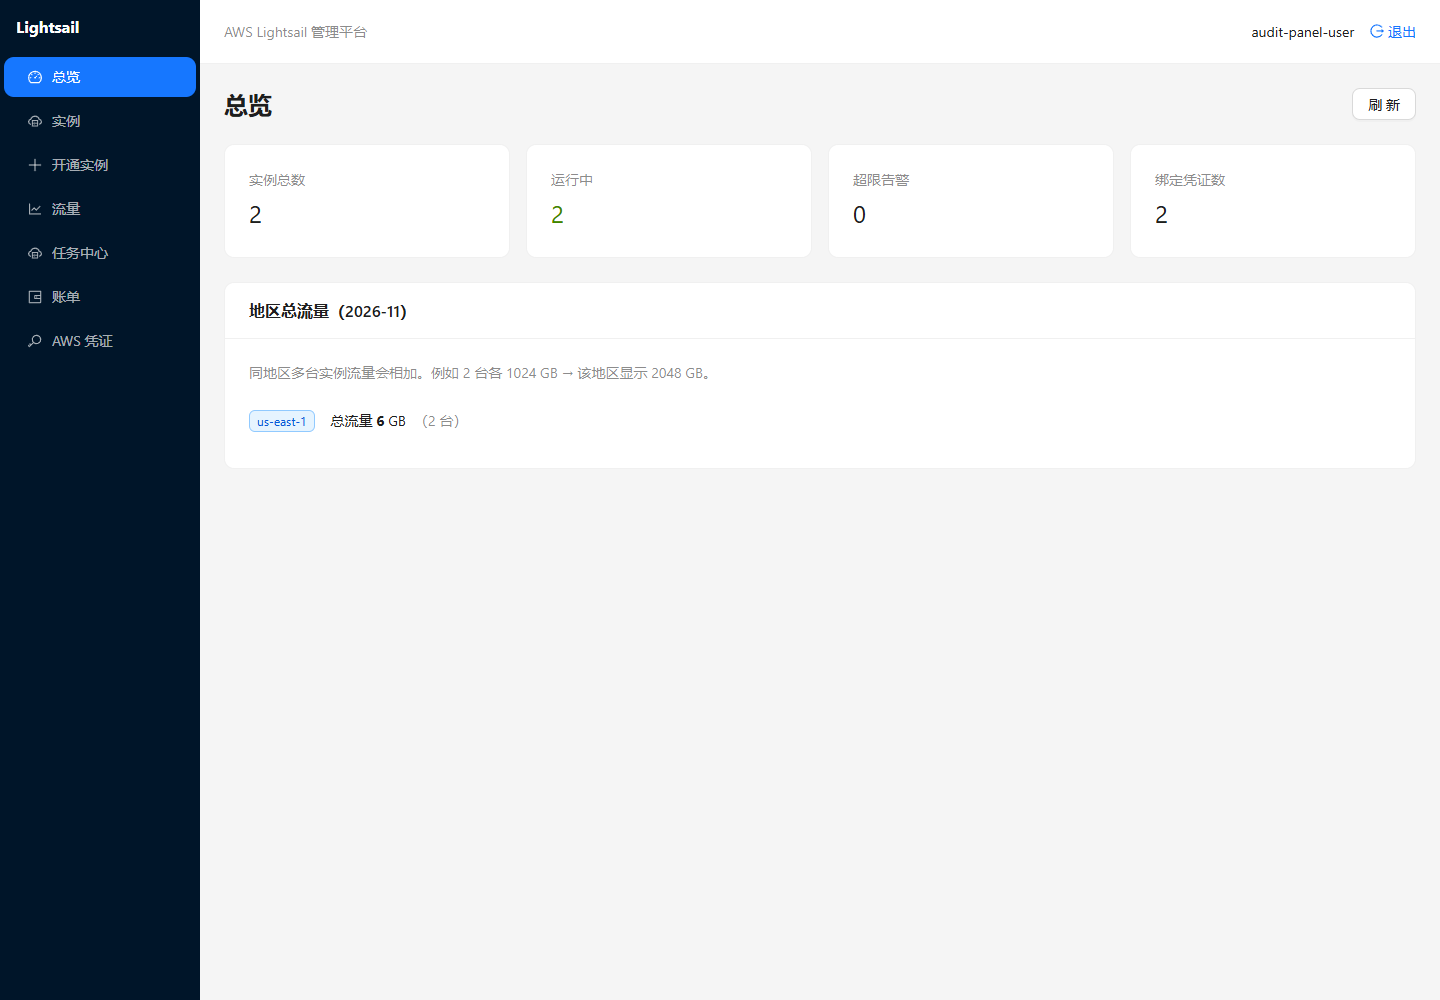 Lightsail
总览
实例
开通实例
流量
任务中心
账单
AWS 凭证
AWS Lightsail 管理平台
audit-panel-user 退出
总览
刷 新
实例总数
2
运行中
2
超限告警
0
绑定凭证数
2
地区总流量（2026-11）
同地区多台实例流量会相加。例如 2 台各 1024 GB → 该地区显示 2048 GB。
us-east-1 总流量 6 GB （2 台）